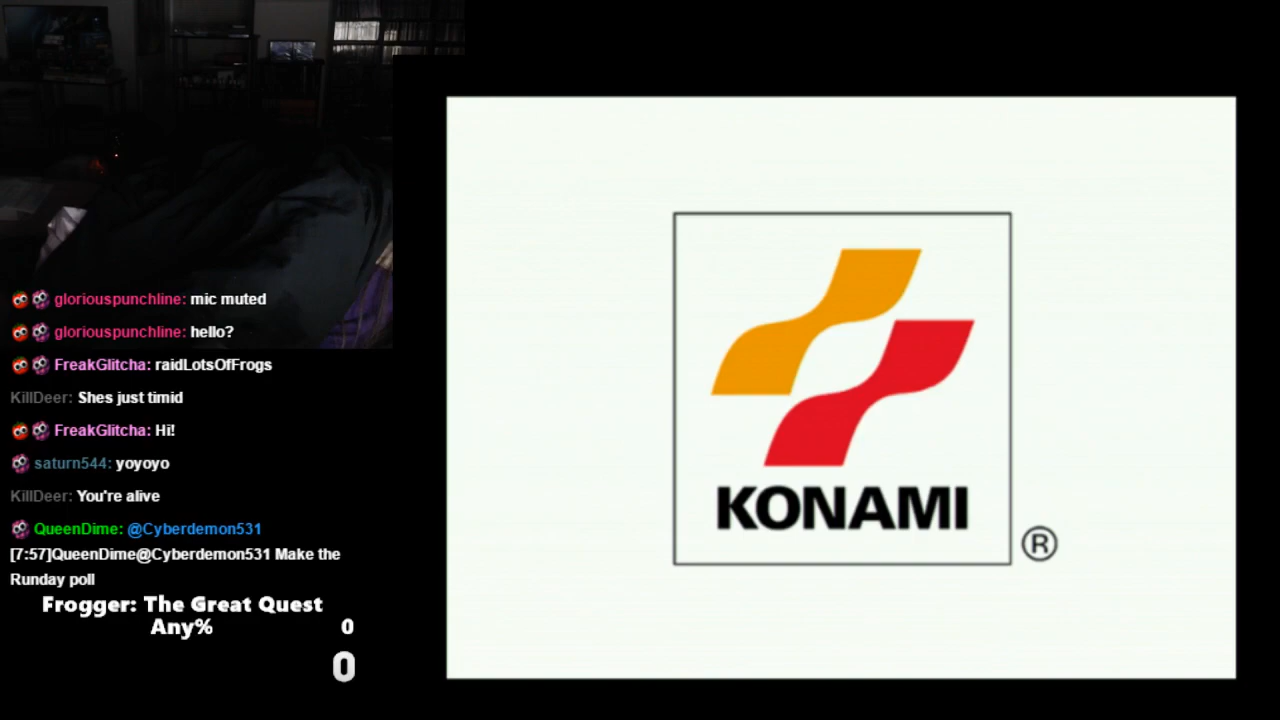 gloriouspunchline: mic muted
gloriouspunchline: hello?
FreakGlitcha: raidLotsOfFrogs
KillDeer: Shes just timid
FreakGlitcha: Hi!
saturn544: yoyoyo
KillDeer: You're alive
QueenDime: @Cyberdemon531
[7:57]QueenDime@Cyberdemon531 Make the
Runday poll
Frogger: The Great Quest
Any%
0
0
KONAMI
®